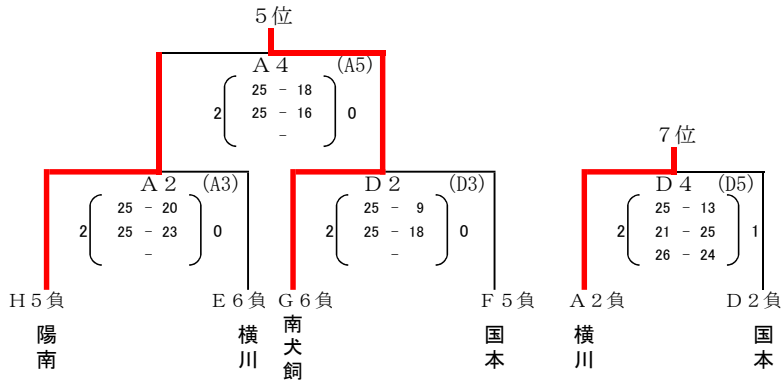 ５位
Ａ４ (A5)
25 - 18
2 25 - 16 0
-
７位
Ａ２ (A3)
25 - 20
2 25 - 23 0
-
Ｄ２ (D3)
25 - 9
2 25 - 18 0
-
Ｄ４ (D5)
25 - 13
2 21 - 25 1
26 - 24
Ｈ５負 Ｅ６負 Ｇ６負 Ｆ５負 Ａ２負 Ｄ２負
陽南 横川 南犬飼 国本 横川 国本